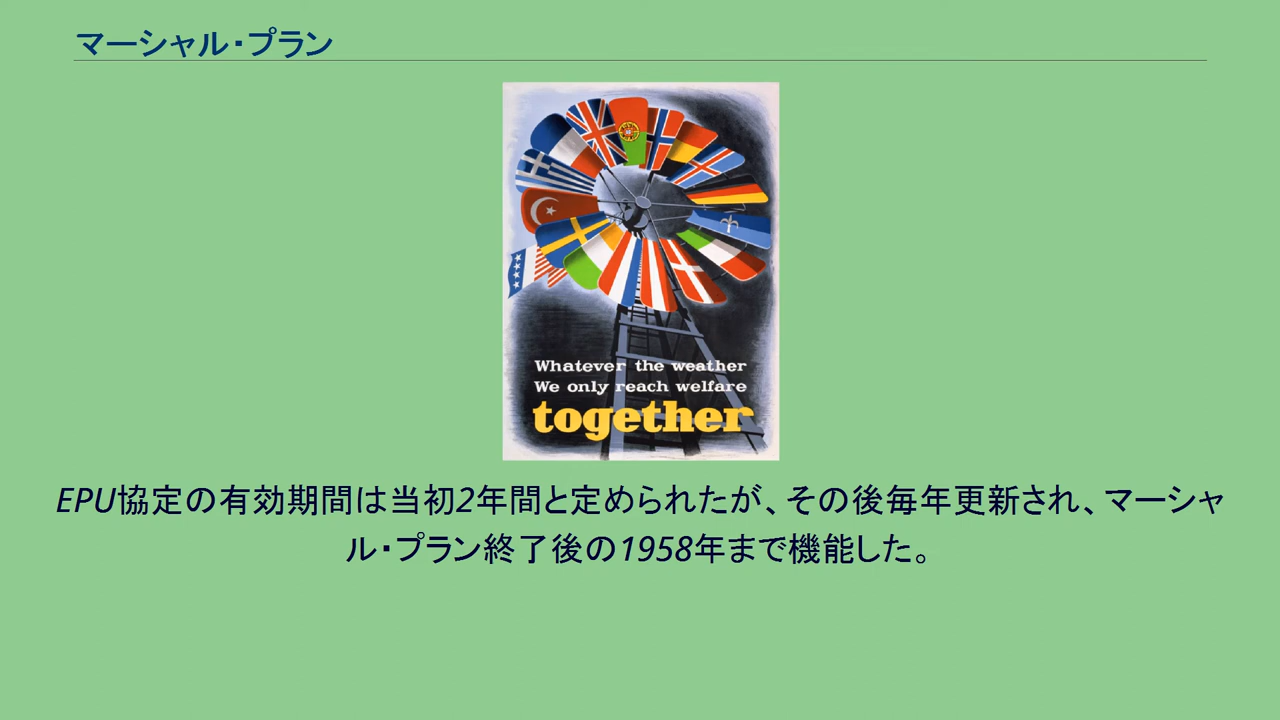 マーシャル・プラン
Whatever the weather
We only reach welfare
together
EPU協定の有効期間は当初2年間と定められたが、その後毎年更新され、マーシャ
ル・プラン終了後の1958年まで機能した。